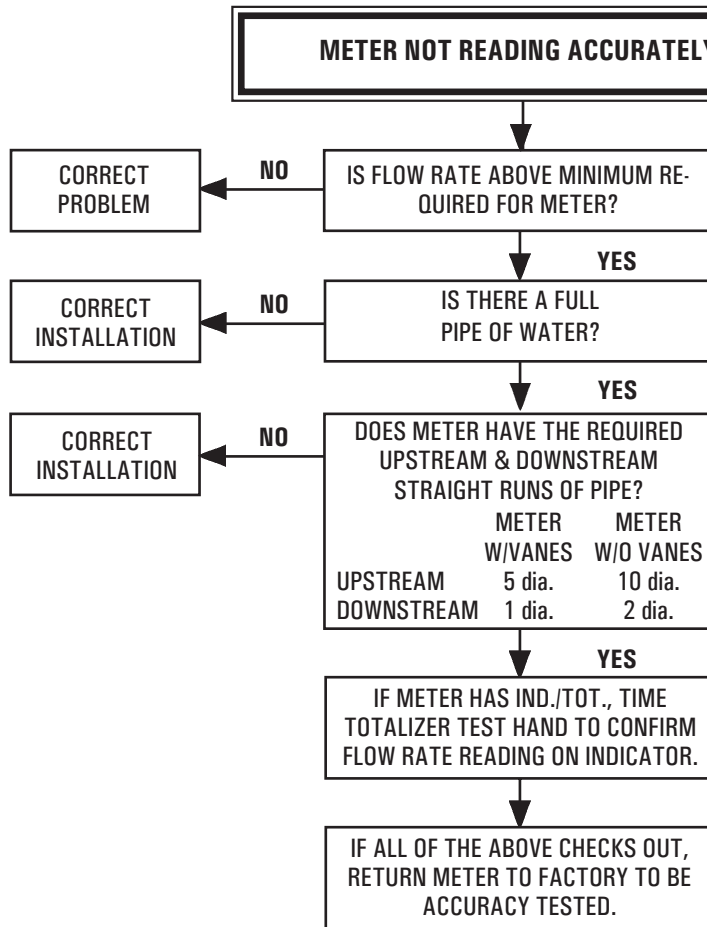 METER NOT READING ACCURATELY
CORRECT
PROBLEM
NO
IS FLOW RATE ABOVE MINIMUM RE-
QUIRED FOR METER?
YES
CORRECT
INSTALLATION
NO
IS THERE A FULL
PIPE OF WATER?
YES
CORRECT
INSTALLATION
NO
DOES METER HAVE THE REQUIRED
UPSTREAM & DOWNSTREAM
STRAIGHT RUNS OF PIPE?
METER METER
W/VANES W/O VANES
UPSTREAM 5 dia. 10 dia.
DOWNSTREAM 1 dia. 2 dia.
YES
IF METER HAS IND./TOT., TIME
TOTALIZER TEST HAND TO CONFIRM
FLOW RATE READING ON INDICATOR.
IF ALL OF THE ABOVE CHECKS OUT,
RETURN METER TO FACTORY TO BE
ACCURACY TESTED.